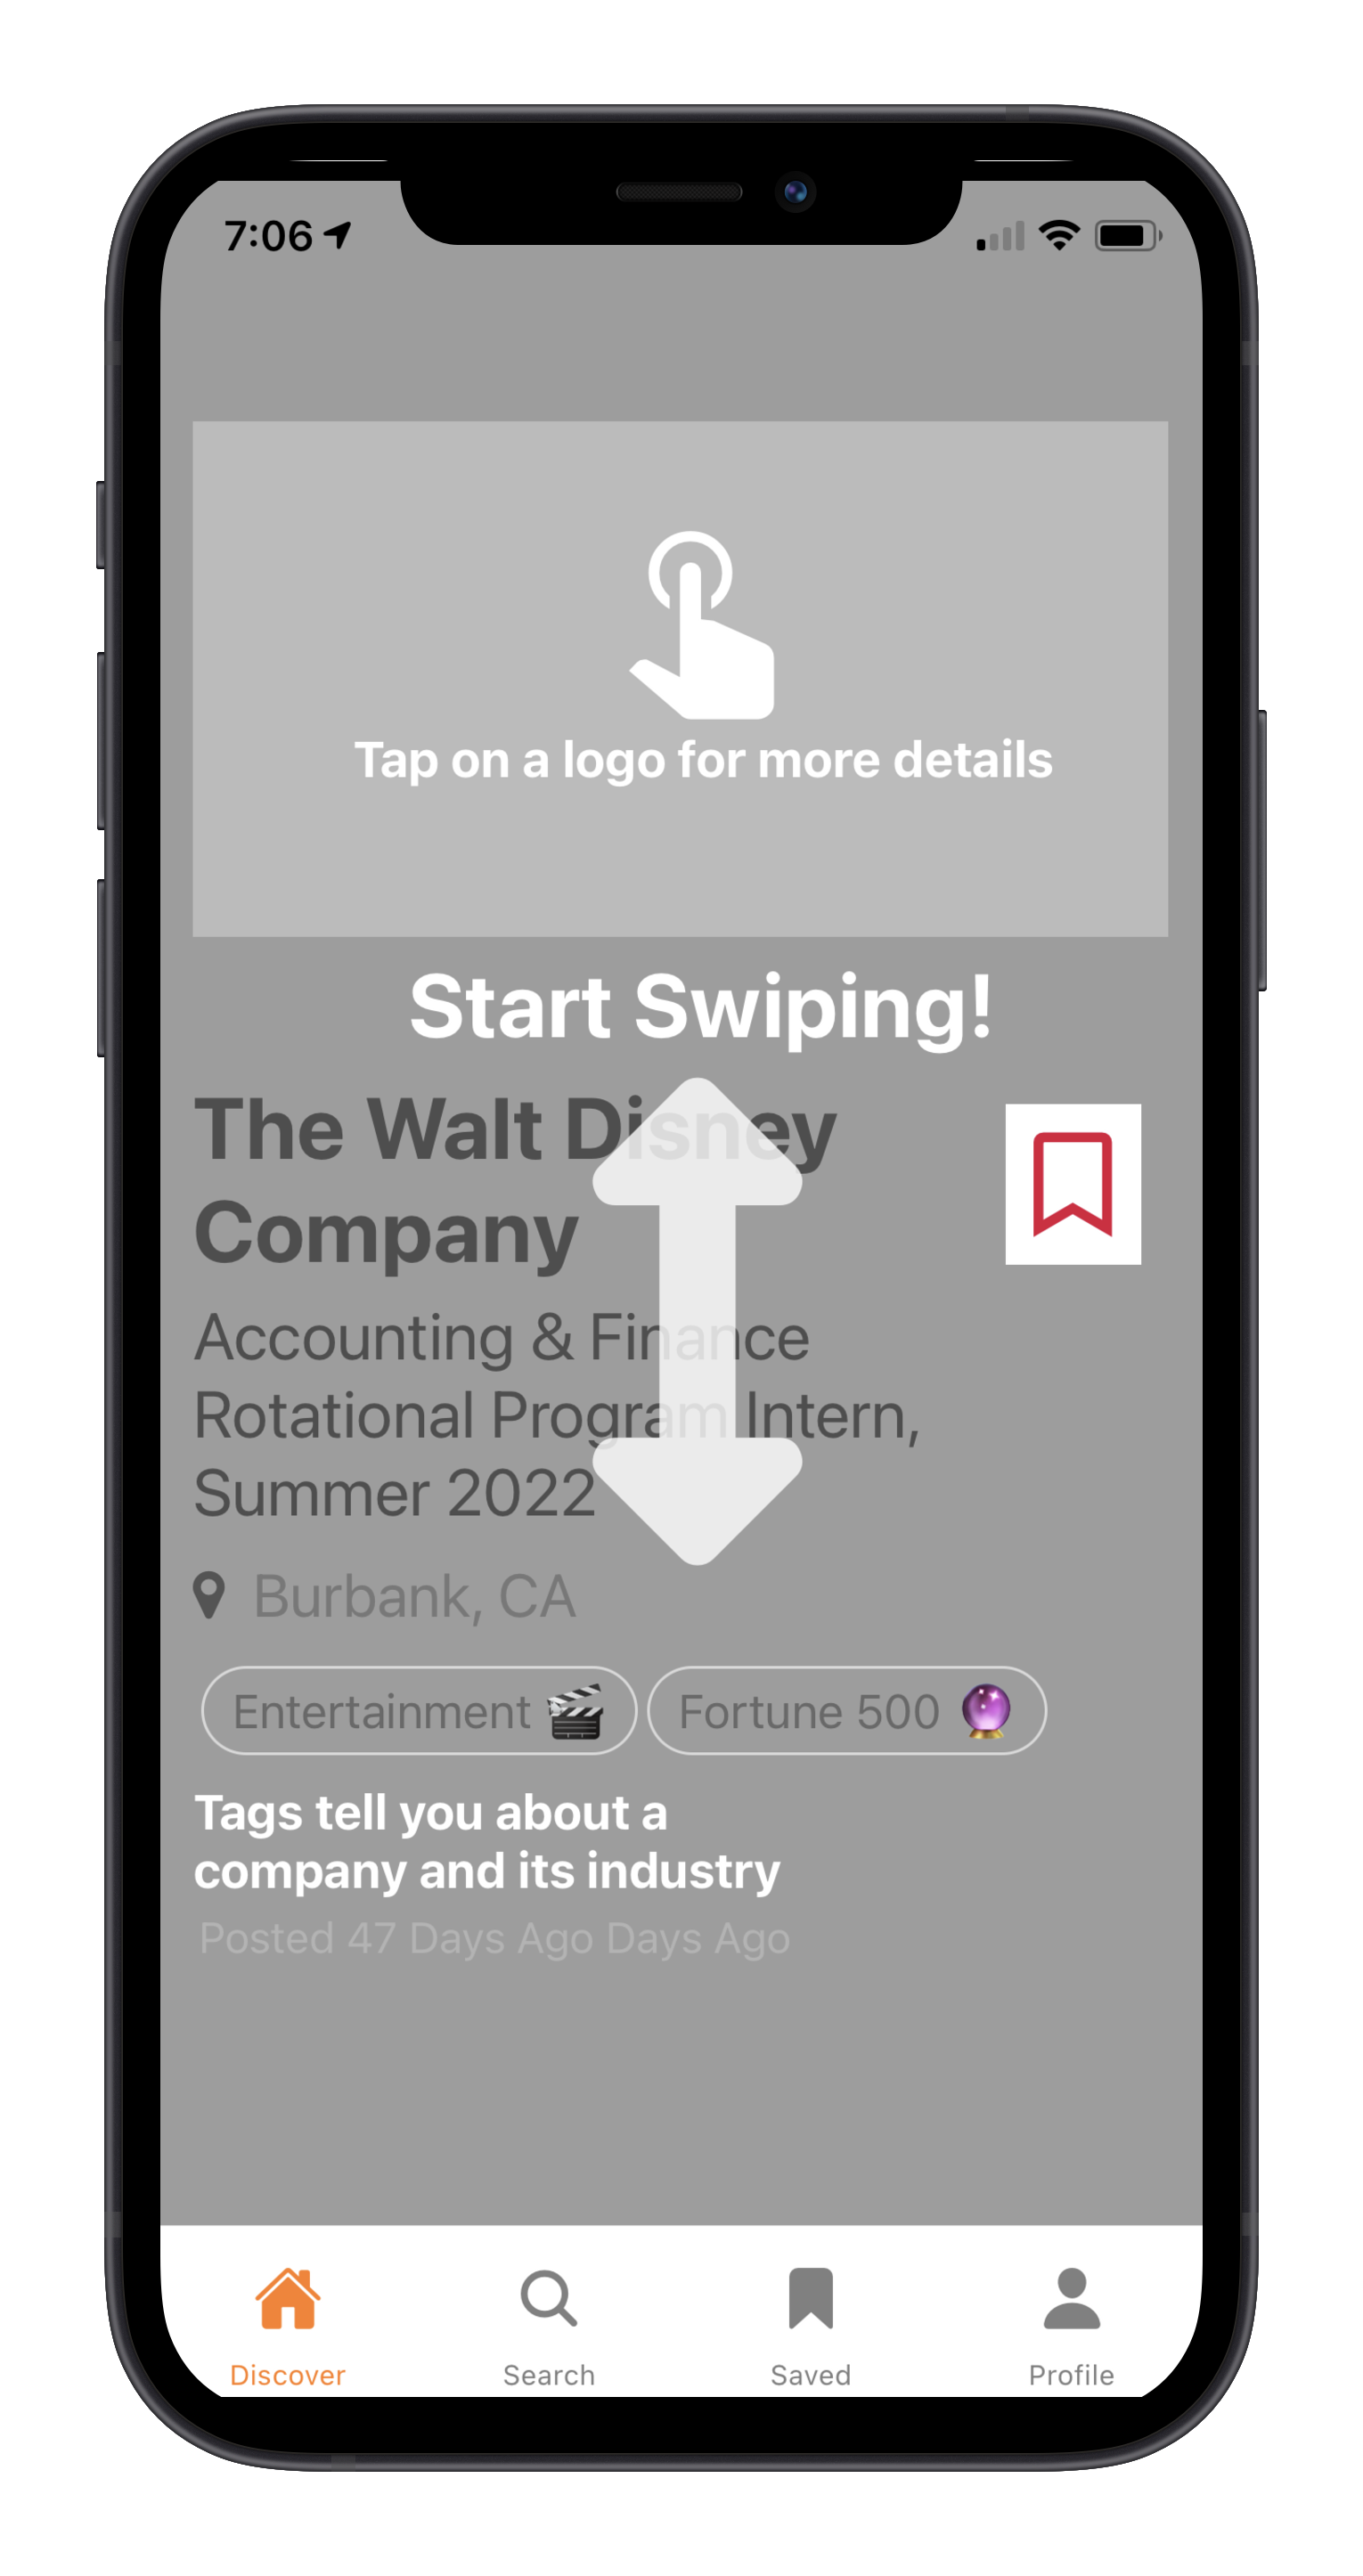 7:06
Tap on a logo for more details
Start Swiping!
The Walt Disney
Company
Accounting & Finance
Rotational Program Intern,
Summer 2022
Burbank, CA
Entertainment Fortune 500
Tags tell you about a
company and its industry
Posted 47 Days Ago Days Ago
Discover Search Saved Profile